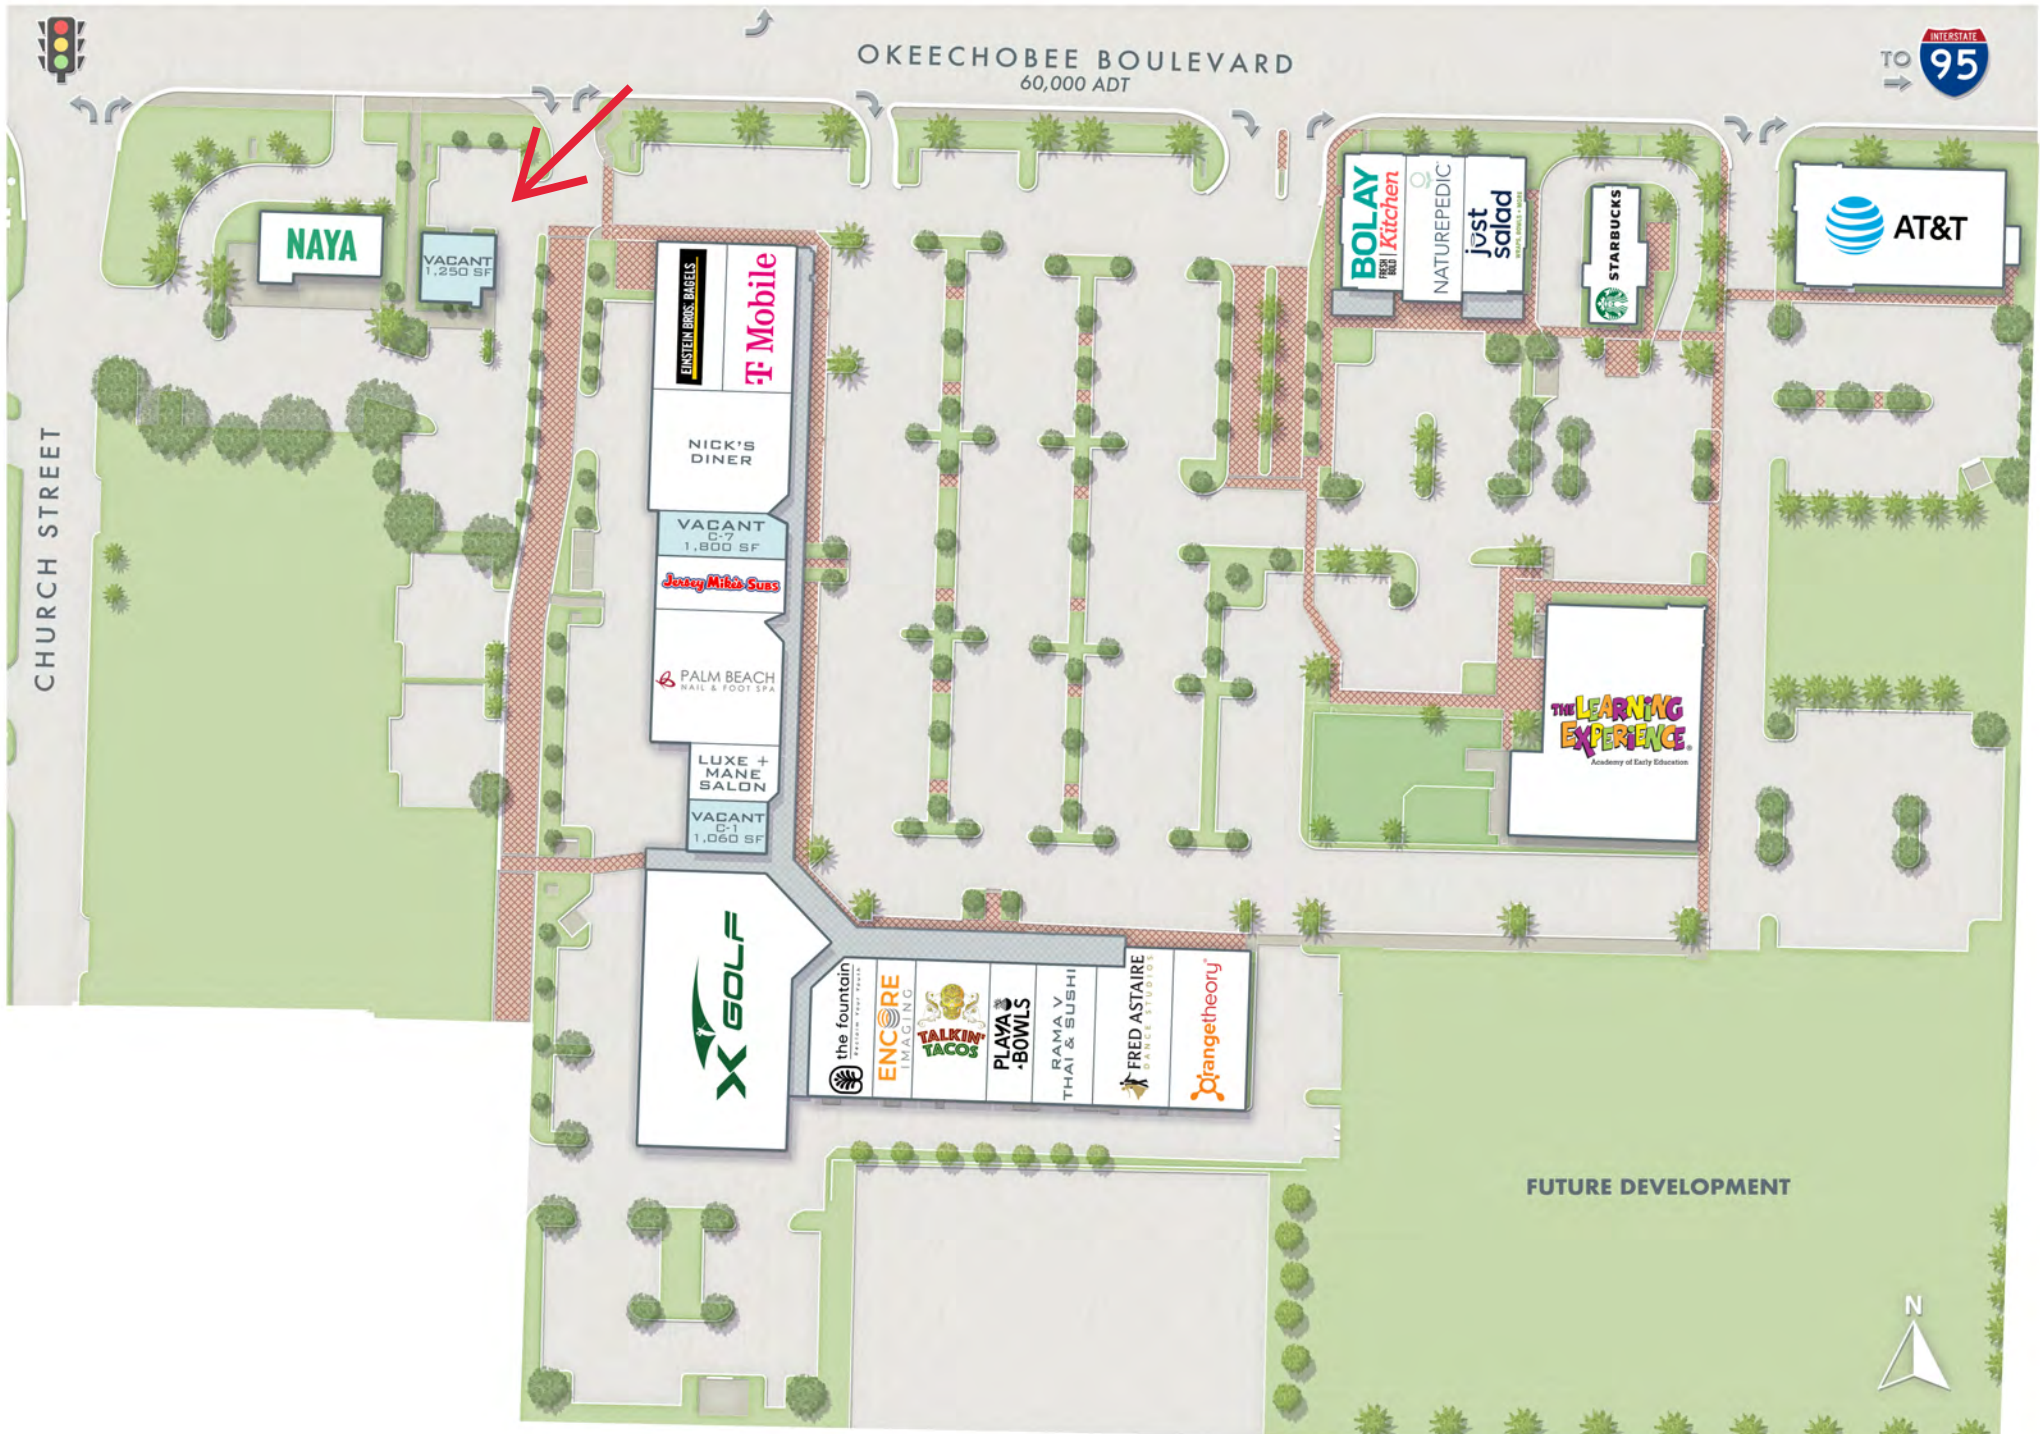 OKEECHOBEE BOULEVARD
60,000 ADT
TO
INTERSTATE
95
CHURCH STREET
NAYA
VACANT
1,250 SF
EINSTEIN BROS. BAGELS
T Mobile
NICK'S
DINER
VACANT
C-7
1,800 SF
Jersey Mike's SUBS
PALM BEACH
NAIL & FOOT SPA
LUXE +
MANE
SALON
VACANT
C-1
1,060 SF
X GOLF
the fountain
Reclaim Your Youth
ENCORE
IMAGING
TALKIN'
TACOS
PLAYA
BOWLS
RAMA V
THAI & SUSHI
FRED ASTAIRE
DANCE STUDIOS
Orangetheory
BOLAY
FRESH
BOLD
Kitchen
NATUREPEDIC
just
salad
STARBUCKS
AT&T
THE LEARNING
EXPERIENCE
Academy of Early Education
FUTURE DEVELOPMENT
N